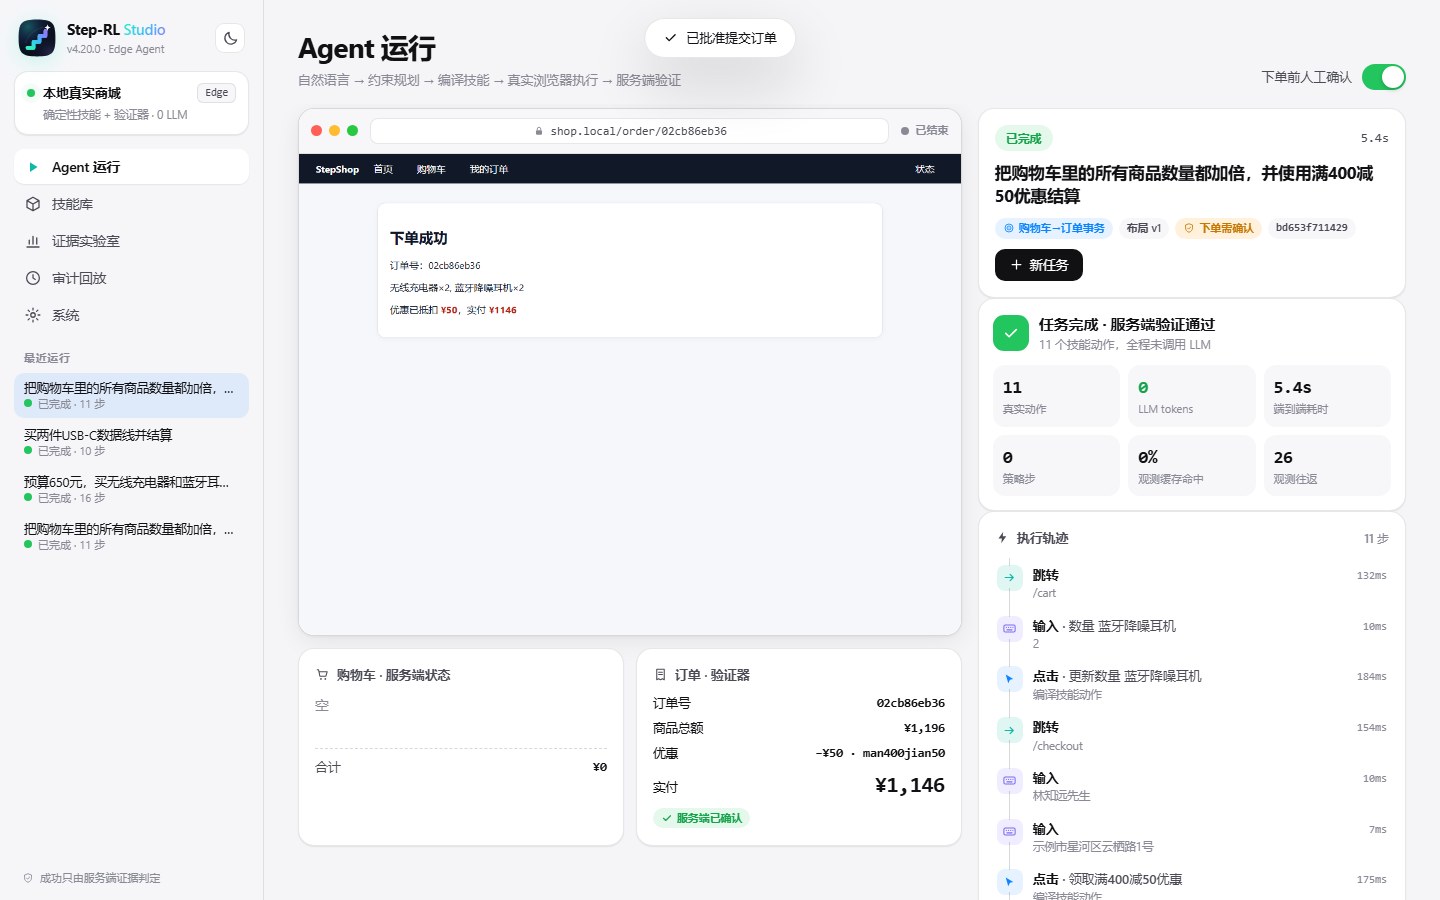 Step-RL Studio
v4.20.0 · Edge Agent
本地真实商城
Edge
确定性技能 + 验证器 · 0 LLM
Agent 运行
技能库
证据实验室
审计回放
系统
最近运行
把购物车里的所有商品数量都加倍，...
已完成 · 11 步
买两件USB-C数据线并结算
已完成 · 10 步
预算650元，买无线充电器和蓝牙耳...
已完成 · 16 步
把购物车里的所有商品数量都加倍，...
已完成 · 11 步
成功只由服务端证据判定
Agent 运行
自然语言 → 约束规划 → 编译技能 → 真实浏览器执行 → 服务端验证
已批准提交订单
下单前人工确认
shop.local/order/02cb86eb36
已结束
StepShop 首页 购物车 我的订单 状态
下单成功
订单号：02cb86eb36
无线充电器×2, 蓝牙降噪耳机×2
优惠已抵扣 ¥50，实付 ¥1146
购物车 · 服务端状态
空
合计 ¥0
订单 · 验证器
订单号 02cb86eb36
商品总额 ¥1,196
优惠 -¥50 · man400jian50
实付 ¥1,146
服务端已确认
已完成 5.4s
把购物车里的所有商品数量都加倍，并使用满400减
50优惠结算
购物车→订单事务 布局 v1 下单需确认 bd653f711429
新任务
任务完成 · 服务端验证通过
11 个技能动作，全程未调用 LLM
11 0 5.4s
真实动作 LLM tokens 端到端耗时
0 0% 26
策略步 观测缓存命中 观测往返
执行轨迹 11 步
跳转 132ms
/cart
输入 · 数量 蓝牙降噪耳机 10ms
2
点击 · 更新数量 蓝牙降噪耳机 184ms
编译技能动作
跳转 154ms
/checkout
输入 10ms
林知远先生
输入 7ms
示例市星河区云栖路1号
点击 · 领取满400减50优惠 175ms
编译技能动作